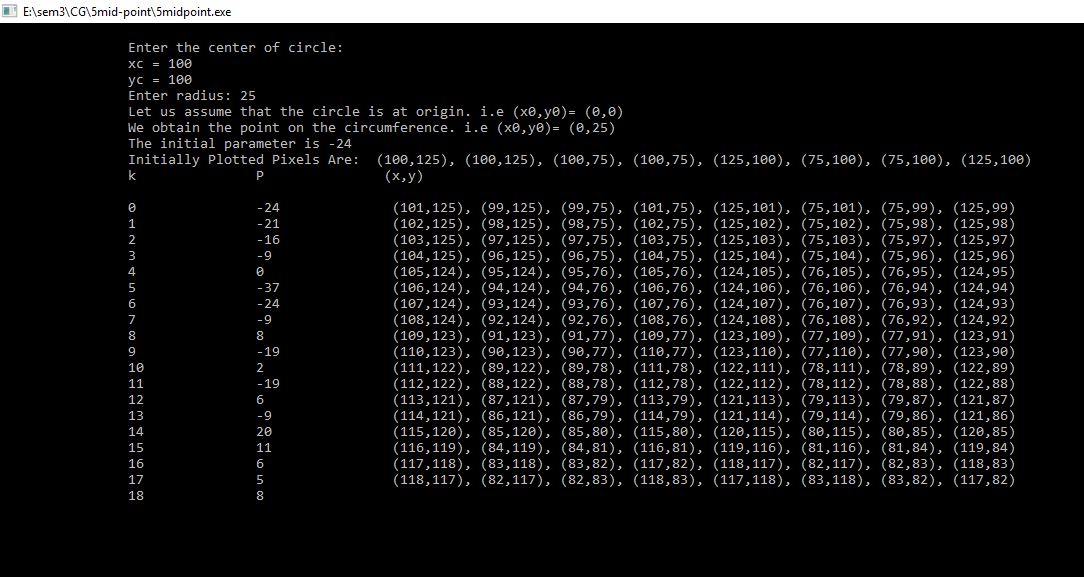 E:\sem3\CG\5mid-point\5midpoint.exe
Enter the center of circle:
xc = 100
yc = 100
Enter radius: 25
Let us assume that the circle is at origin. i.e (x0,y0)= (0,0)
We obtain the point on the circumference. i.e (x0,y0)= (0,25)
The initial parameter is -24
Initially Plotted Pixels Are: (100,125), (100,125), (100,75), (100,75), (125,100), (75,100), (75,100), (125,100)
k P (x,y)
0 -24 (101,125), (99,125), (99,75), (101,75), (125,101), (75,101), (75,99), (125,99)
1 -21 (102,125), (98,125), (98,75), (102,75), (125,102), (75,102), (75,98), (125,98)
2 -16 (103,125), (97,125), (97,75), (103,75), (125,103), (75,103), (75,97), (125,97)
3 -9 (104,125), (96,125), (96,75), (104,75), (125,104), (75,104), (75,96), (125,96)
4 0 (105,124), (95,124), (95,76), (105,76), (124,105), (76,105), (76,95), (124,95)
5 -37 (106,124), (94,124), (94,76), (106,76), (124,106), (76,106), (76,94), (124,94)
6 -24 (107,124), (93,124), (93,76), (107,76), (124,107), (76,107), (76,93), (124,93)
7 -9 (108,124), (92,124), (92,76), (108,76), (124,108), (76,108), (76,92), (124,92)
8 8 (109,123), (91,123), (91,77), (109,77), (123,109), (77,109), (77,91), (123,91)
9 -19 (110,123), (90,123), (90,77), (110,77), (123,110), (77,110), (77,90), (123,90)
10 2 (111,122), (89,122), (89,78), (111,78), (122,111), (78,111), (78,89), (122,89)
11 -19 (112,122), (88,122), (88,78), (112,78), (122,112), (78,112), (78,88), (122,88)
12 6 (113,121), (87,121), (87,79), (113,79), (121,113), (79,113), (79,87), (121,87)
13 -9 (114,121), (86,121), (86,79), (114,79), (121,114), (79,114), (79,86), (121,86)
14 20 (115,120), (85,120), (85,80), (115,80), (120,115), (80,115), (80,85), (120,85)
15 11 (116,119), (84,119), (84,81), (116,81), (119,116), (81,116), (81,84), (119,84)
16 6 (117,118), (83,118), (83,82), (117,82), (118,117), (82,117), (82,83), (118,83)
17 5 (118,117), (82,117), (82,83), (118,83), (117,118), (83,118), (83,82), (117,82)
18 8